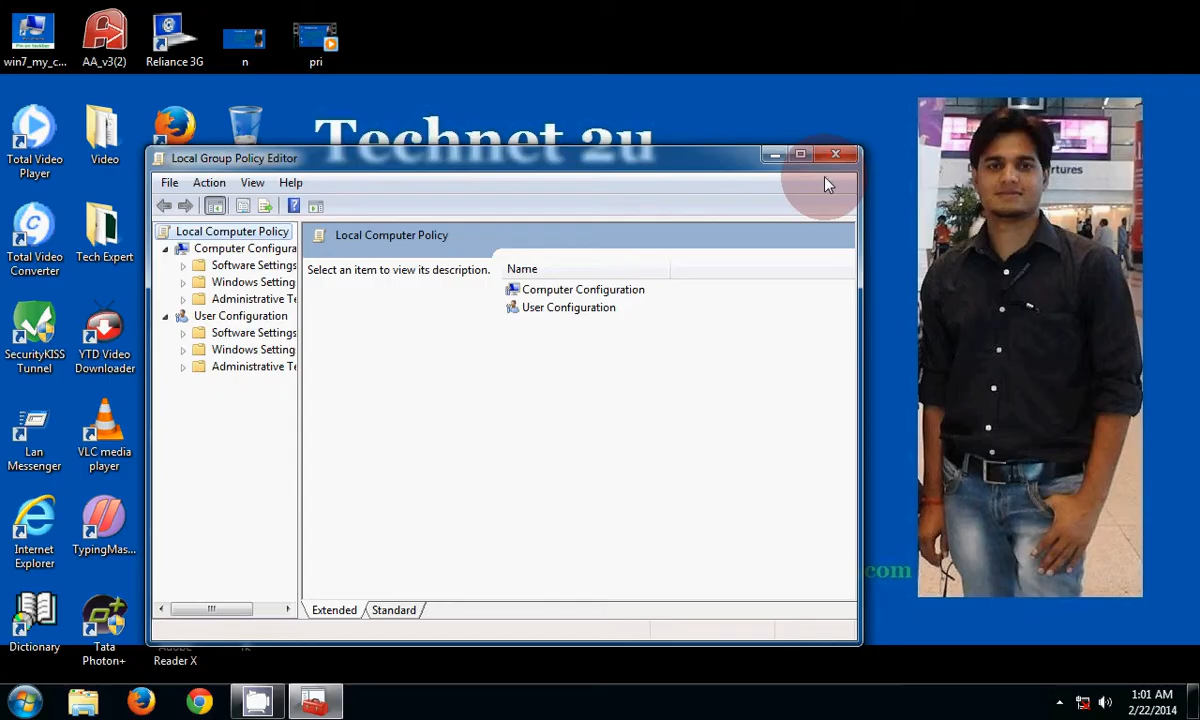 win7_my_c...
AA_v3(2)
Reliance 3G
n
pri
Technet 2u
Total Video
Player
Video
Total Video
Converter
Tech Expert
SecurityKISS
Tunnel
YTD Video
Downloader
Lan
Messenger
VLC media
player
Internet
Explorer
TypingMas...
Dictionary
Tata
Photon+
Reader X
Local Group Policy Editor
File
Action
View
Help
Local Computer Policy
Computer Configura
Software Settings
Windows Setting
Administrative Te
User Configuration
Software Settings
Windows Setting
Administrative Te
Local Computer Policy
Select an item to view its description.
Name
Computer Configuration
User Configuration
Extended
Standard
com
1:01 AM
2/22/2014